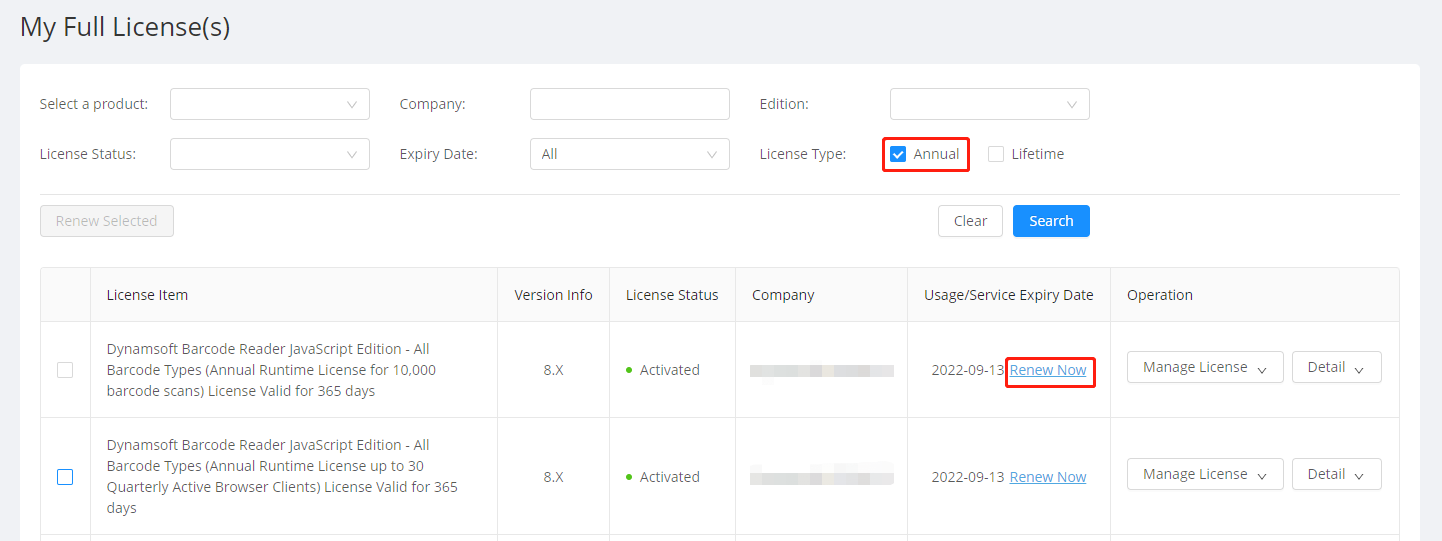 My Full License(s)
Select a product:
Company:
Edition:
License Status:
Expiry Date: All
License Type: Annual Lifetime
Renew Selected
Clear Search
License Item Version Info License Status Company Usage/Service Expiry Date Operation
Dynamsoft Barcode Reader JavaScript Edition - All
Barcode Types (Annual Runtime License for 10,000
barcode scans) License Valid for 365 days
8.X
Activated
2022-09-13 Renew Now
Manage License Detail
Dynamsoft Barcode Reader JavaScript Edition - All
Barcode Types (Annual Runtime License up to 30
Quarterly Active Browser Clients) License Valid for 365
days
8.X
Activated
2022-09-13 Renew Now
Manage License Detail